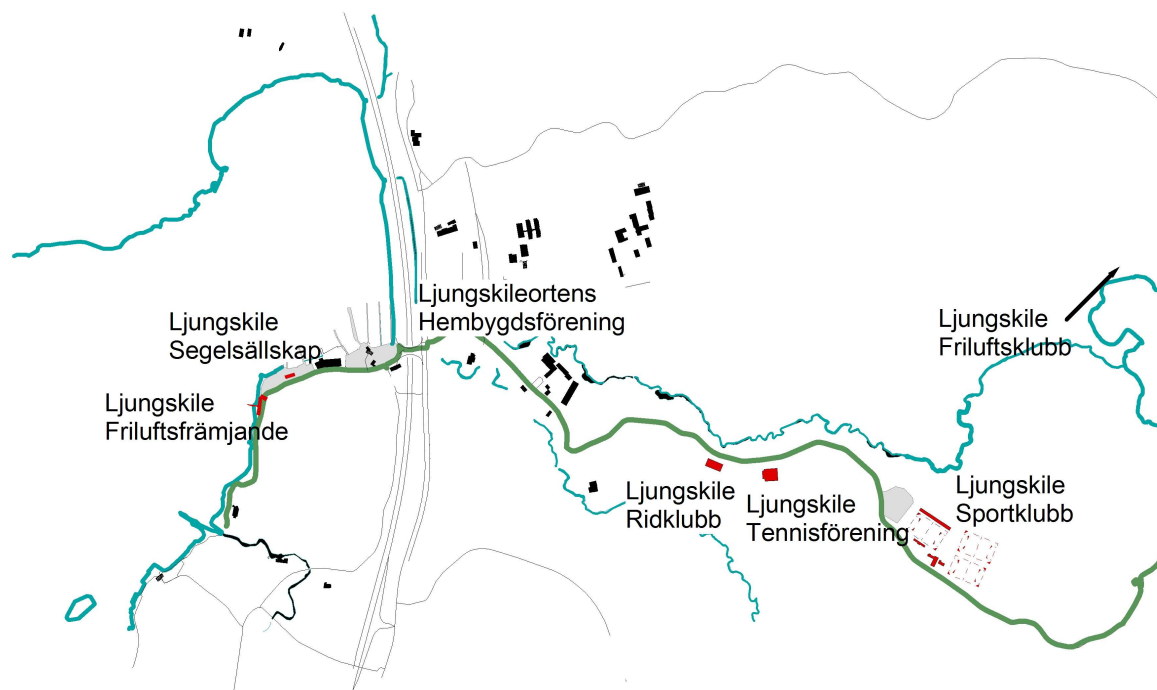 Ljungskileortens
Hembygdsförening
Ljungskile
Segelsällskap
Ljungskile
Friluftsklubb
Ljungskile
Friluftsfrämjande
Ljungskile
Ridklubb
Ljungskile
Tennisförening
Ljungskile
Sportklubb